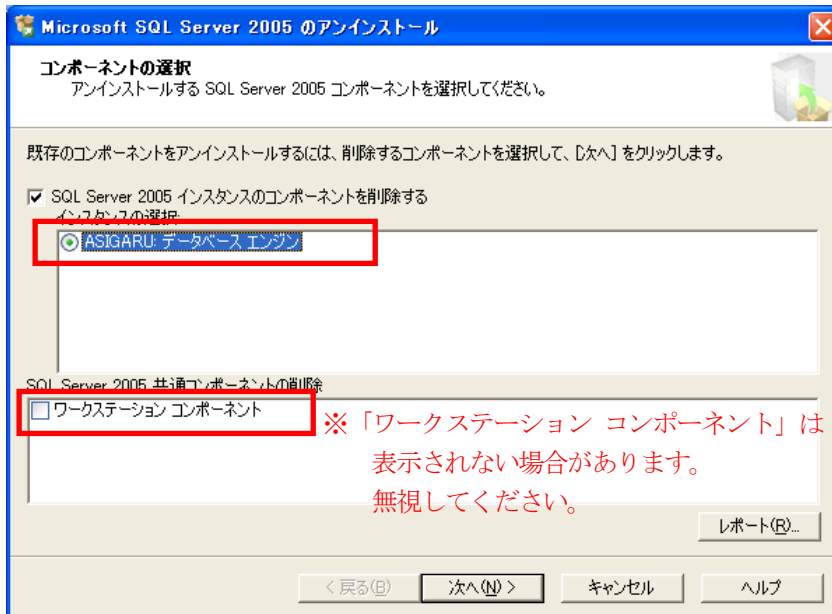 Microsoft SQL Server 2005 のアンインストール
コンポーネントの選択
アンインストールする SQL Server 2005 コンポーネントを選択してください。
既存のコンポーネントをアンインストールするには、削除するコンポーネントを選択して、[次へ] をクリックします。
SQL Server 2005 インスタンスのコンポーネントを削除する
インスタンスの選択:
ASIGARU: データベース エンジン
SQL Server 2005 共通コンポーネントの削除
ワークステーション コンポーネント
※「ワークステーション コンポーネント」は
表示されない場合があります。
無視してください。
レポート(R)...
< 戻る(B)
次へ(N) >
キャンセル
ヘルプ